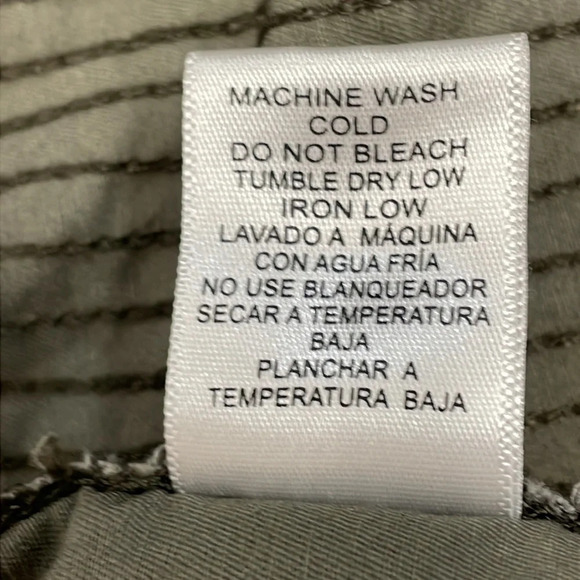 MACHINE WASH
COLD
DO NOT BLEACH
TUMBLE DRY LOW
IRON LOW
LAVADO A MÁQUINA
CON AGUA FRÍA
NO USE BLANQUEADOR
SECAR A TEMPERATURA
BAJA
PLANCHAR A
TEMPERATURA BAJA